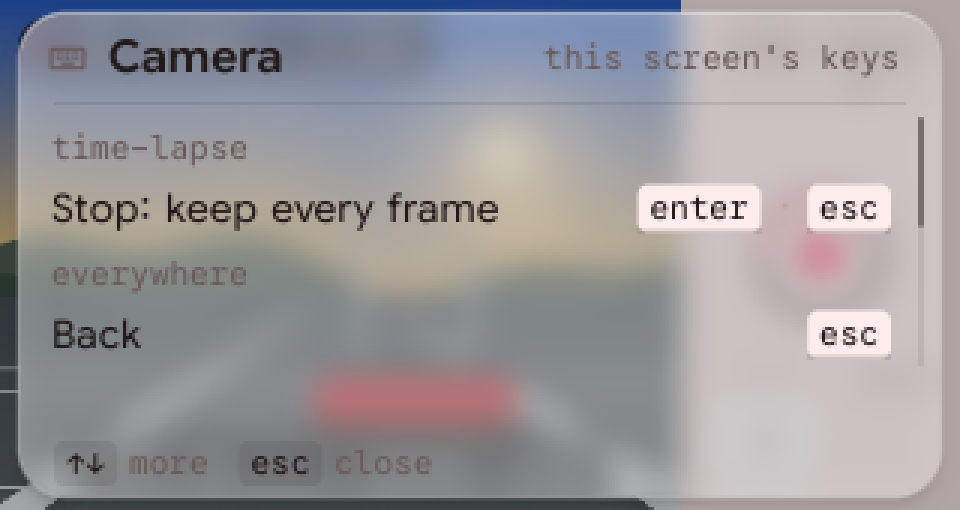 Camera this screen's keys
time-lapse
Stop: keep every frame enter · esc
everywhere
Back esc
↑↓ more esc close